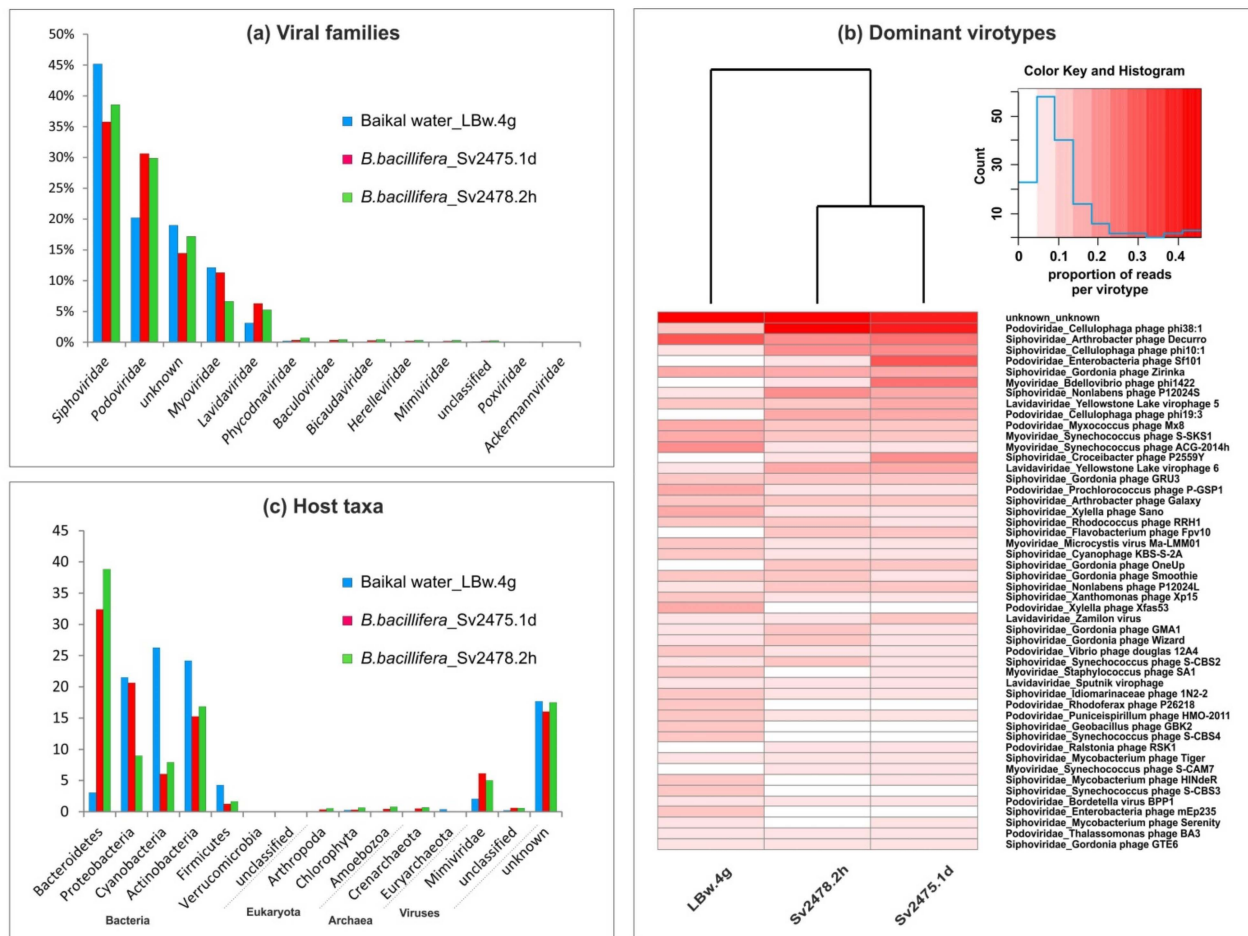 (a) Viral families
50%
45%
40%
35%
30%
25%
20%
15%
10%
5%
0%
Baikal water_LBw.4g
B.bacillifera_Sv2475.1d
B.bacillifera_Sv2478.2h
Siphoviridae
Podoviridae
unknown
Myoviridae
Lavidaviridae
Phycodnaviridae
Baculoviridae
Bicaudaviridae
Herelleviridae
Mimiviridae
unclassified
Poxviridae
Ackermannviridae
(c) Host taxa
45
40
35
30
25
20
15
10
5
0
Baikal water_LBw.4g
B.bacillifera_Sv2475.1d
B.bacillifera_Sv2478.2h
Bacteroidetes
Proteobacteria
Cyanobacteria
Actinobacteria
Firmicutes
Verrucomicrobia
unclassified
Arthropoda
Chlorophyta
Amoebozoa
Crenarchaeota
Euryarchaeota
Mimiviridae
unclassified
unknown
Bacteria
Eukaryota
Archaea
Viruses
(b) Dominant virotypes
Color Key and Histogram
Count
10
30
50
0 0.1 0.2 0.3 0.4
proportion of reads
per virotype
unknown_unknown
Podoviridae_Cellulophaga phage phi38:1
Siphoviridae_Arthrobacter phage Decurro
Siphoviridae_Cellulophaga phage phi10:1
Podoviridae_Enterobacteria phage Sf101
Siphoviridae_Gordonia phage Zirinka
Myoviridae_Bdellovibrio phage phi1422
Siphoviridae_Nonlabens phage P12024S
Lavidaviridae_Yellowstone Lake virophage 5
Podoviridae_Cellulophaga phage phi19:3
Podoviridae_Myxococcus phage Mx8
Myoviridae_Synechococcus phage S-SKS1
Myoviridae_Synechococcus phage ACG-2014h
Siphoviridae_Croceibacter phage P2559Y
Lavidaviridae_Yellowstone Lake virophage 6
Siphoviridae_Gordonia phage GRU3
Podoviridae_Prochlorococcus phage P-GSP1
Siphoviridae_Arthrobacter phage Galaxy
Siphoviridae_Xylella phage Sano
Siphoviridae_Rhodococcus phage RRH1
Siphoviridae_Flavobacterium phage Fpv10
Myoviridae_Microcystis virus Ma-LMM01
Siphoviridae_Cyanophage KBS-S-2A
Siphoviridae_Gordonia phage OneUp
Siphoviridae_Gordonia phage Smoothie
Siphoviridae_Nonlabens phage P12024L
Siphoviridae_Xanthomonas phage Xp15
Podoviridae_Xylella phage Xfas53
Lavidaviridae_Zamilon virus
Siphoviridae_Gordonia phage GMA1
Siphoviridae_Gordonia phage Wizard
Podoviridae_Vibrio phage douglas 12A4
Siphoviridae_Synechococcus phage S-CBS2
Myoviridae_Staphylococcus phage SA1
Lavidaviridae_Sputnik virophage
Siphoviridae_Idiomarinaceae phage 1N2-2
Podoviridae_Rhodoferax phage P26218
Podoviridae_Puniceispirillum phage HMO-2011
Siphoviridae_Geobacillus phage GBK2
Siphoviridae_Synechococcus phage S-CBS4
Podoviridae_Ralstonia phage RSK1
Siphoviridae_Mycobacterium phage Tiger
Myoviridae_Synechococcus phage S-CAM7
Siphoviridae_Mycobacterium phage HINdeR
Siphoviridae_Synechococcus phage S-CBS3
Podoviridae_Bordetella virus BPP1
Siphoviridae_Enterobacteria phage mEp235
Siphoviridae_Mycobacterium phage Serenity
Podoviridae_Thalassomonas phage BA3
Siphoviridae_Gordonia phage GTE6
LBw.4g
Sv2478.2h
Sv2475.1d